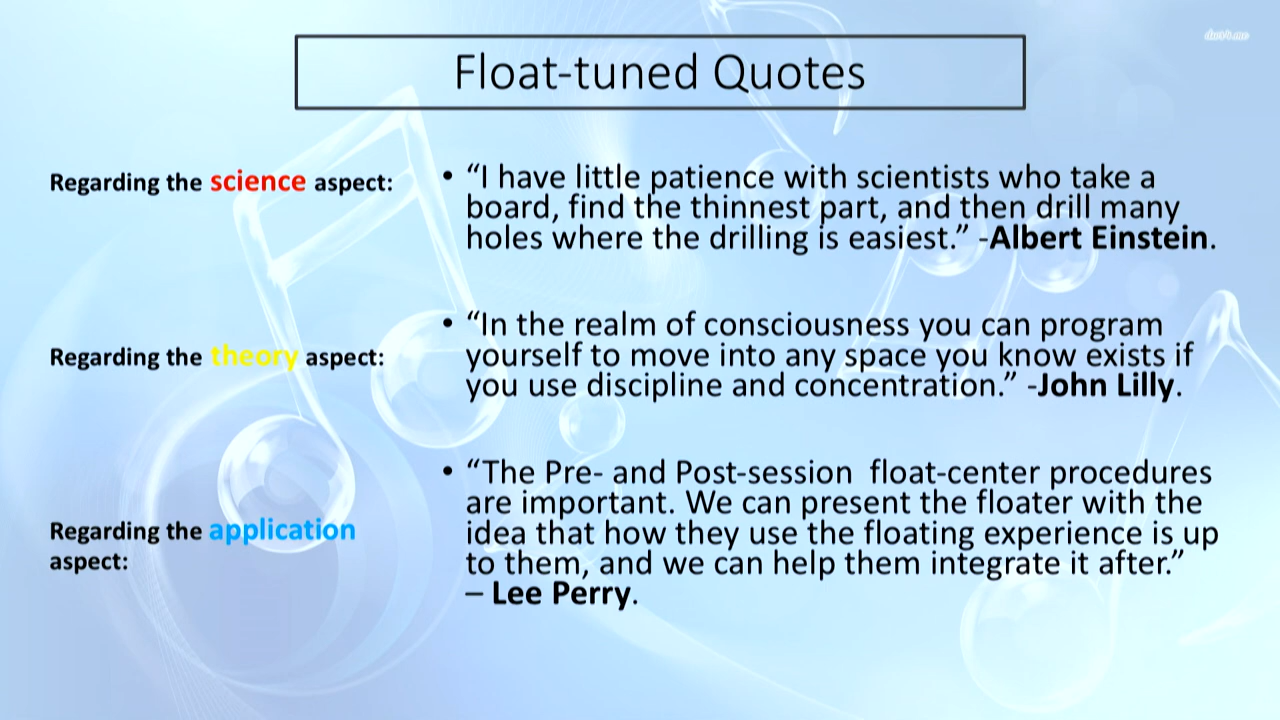 Float-tuned Quotes
Regarding the science aspect:
• “I have little patience with scientists who take a
board, find the thinnest part, and then drill many
holes where the drilling is easiest.” -Albert Einstein.
Regarding the theory aspect:
• “In the realm of consciousness you can program
yourself to move into any space you know exists if
you use discipline and concentration.” -John Lilly.
Regarding the application
aspect:
• “The Pre- and Post-session  float-center procedures
are important. We can present the floater with the
idea that how they use the floating experience is up
to them, and we can help them integrate it after.”
– Lee Perry.